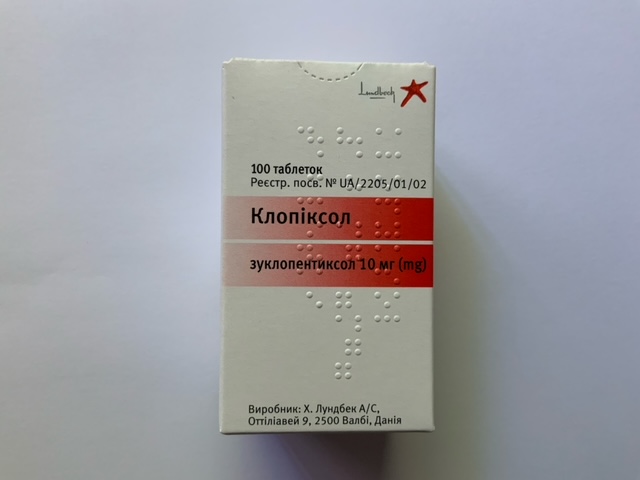 Lundbeck
100 таблеток
Реєстр. посв. № UA/2205/01/02
Клопіксол
зуклопентиксол 10 мг (mg)
Виробник: Х. Лундбек А/С,
Оттіліавей 9, 2500 Валбі, Данія